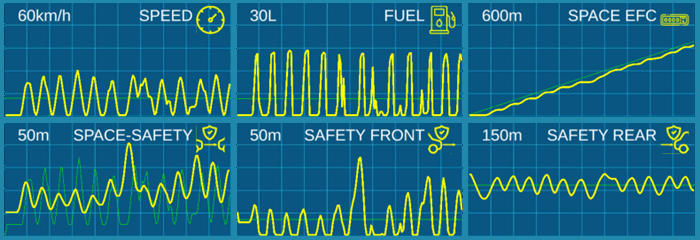 60km/h SPEED
30L FUEL
600m SPACE EFC
50m SPACE-SAFETY
50m SAFETY FRONT
150m SAFETY REAR